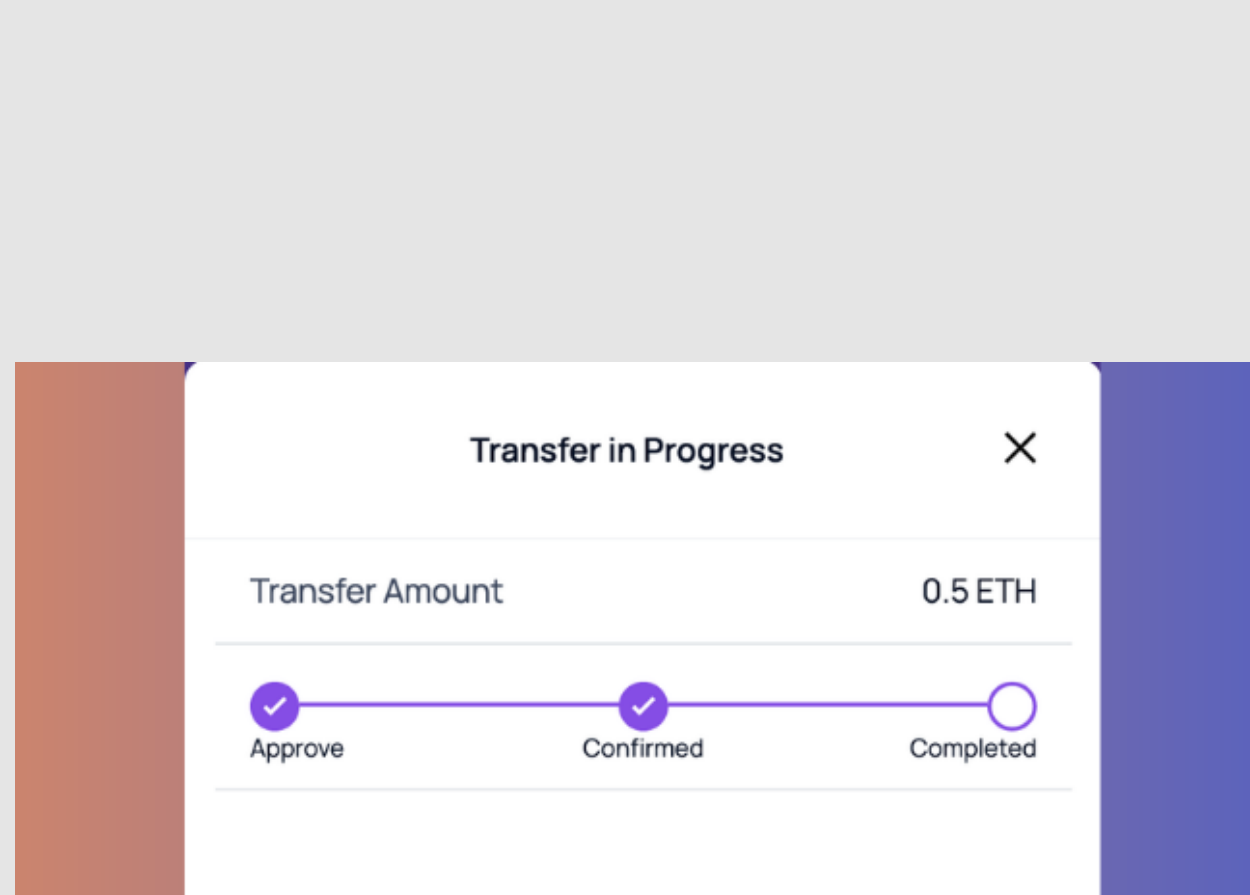 Transfer in Progress
Transfer Amount 0.5 ETH
Approve Confirmed Completed